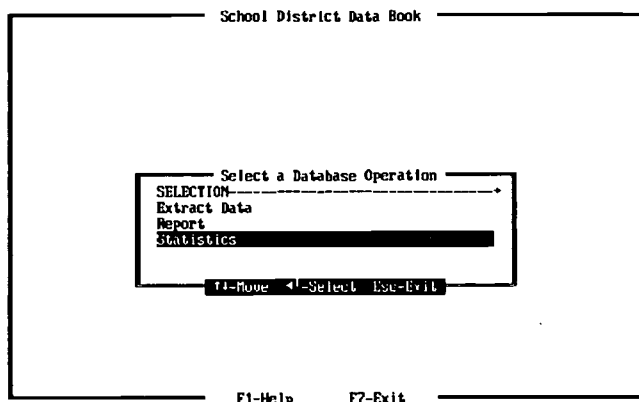 School District Data Book
Select a Database Operation
SELECTION
Extract Data
Report
Statistics
↑↓-Move ◄┘-Select Esc-Exit
F1-Help F7-Exit